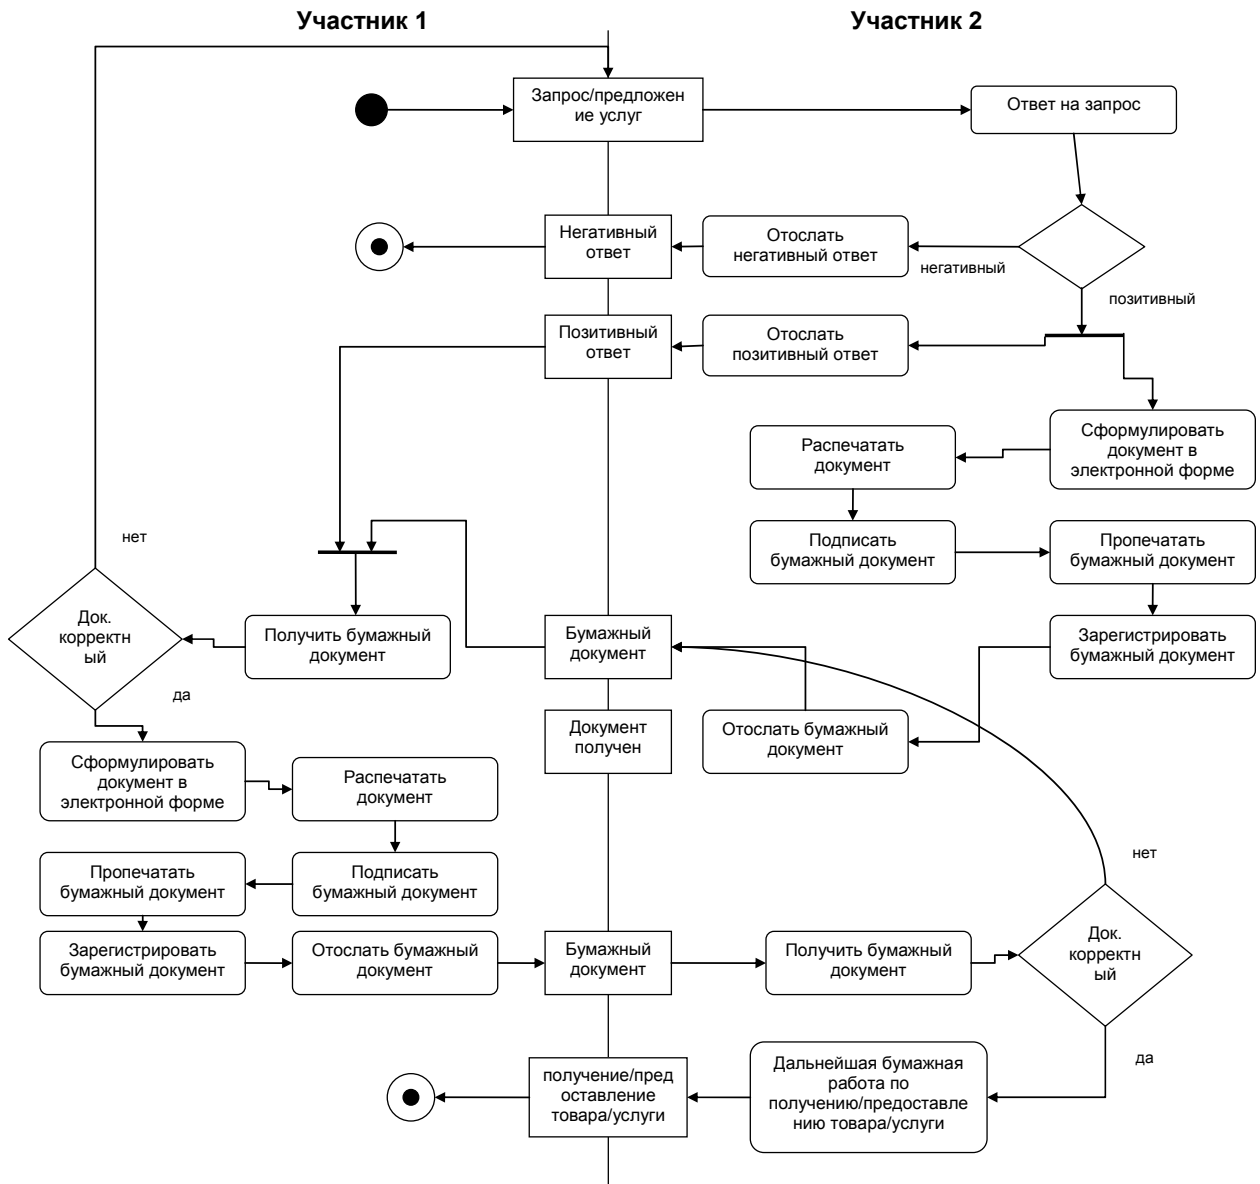 Участник 1
Участник 2
Запрос/предложен
ие услуг
Ответ на запрос
Негативный
ответ
Отослать
негативный ответ
негативный
позитивный
Позитивный
ответ
Отослать
позитивный ответ
Сформулировать
документ в
электронной форме
Распечатать
документ
нет
Подписать
бумажный документ
Пропечатать
бумажный документ
Док.
корректн
ый
Получить бумажный
документ
Бумажный
документ
Зарегистрировать
бумажный документ
да
Документ
получен
Отослать бумажный
документ
Сформулировать
документ в
электронной форме
Распечатать
документ
нет
Пропечатать
бумажный документ
Подписать
бумажный документ
Зарегистрировать
бумажный документ
Отослать бумажный
документ
Бумажный
документ
Получить бумажный
документ
Док.
корректн
ый
да
получение/пред
оставление
товара/услуги
Дальнейшая бумажная
работа по
получению/предоставле
нию товара/услуги